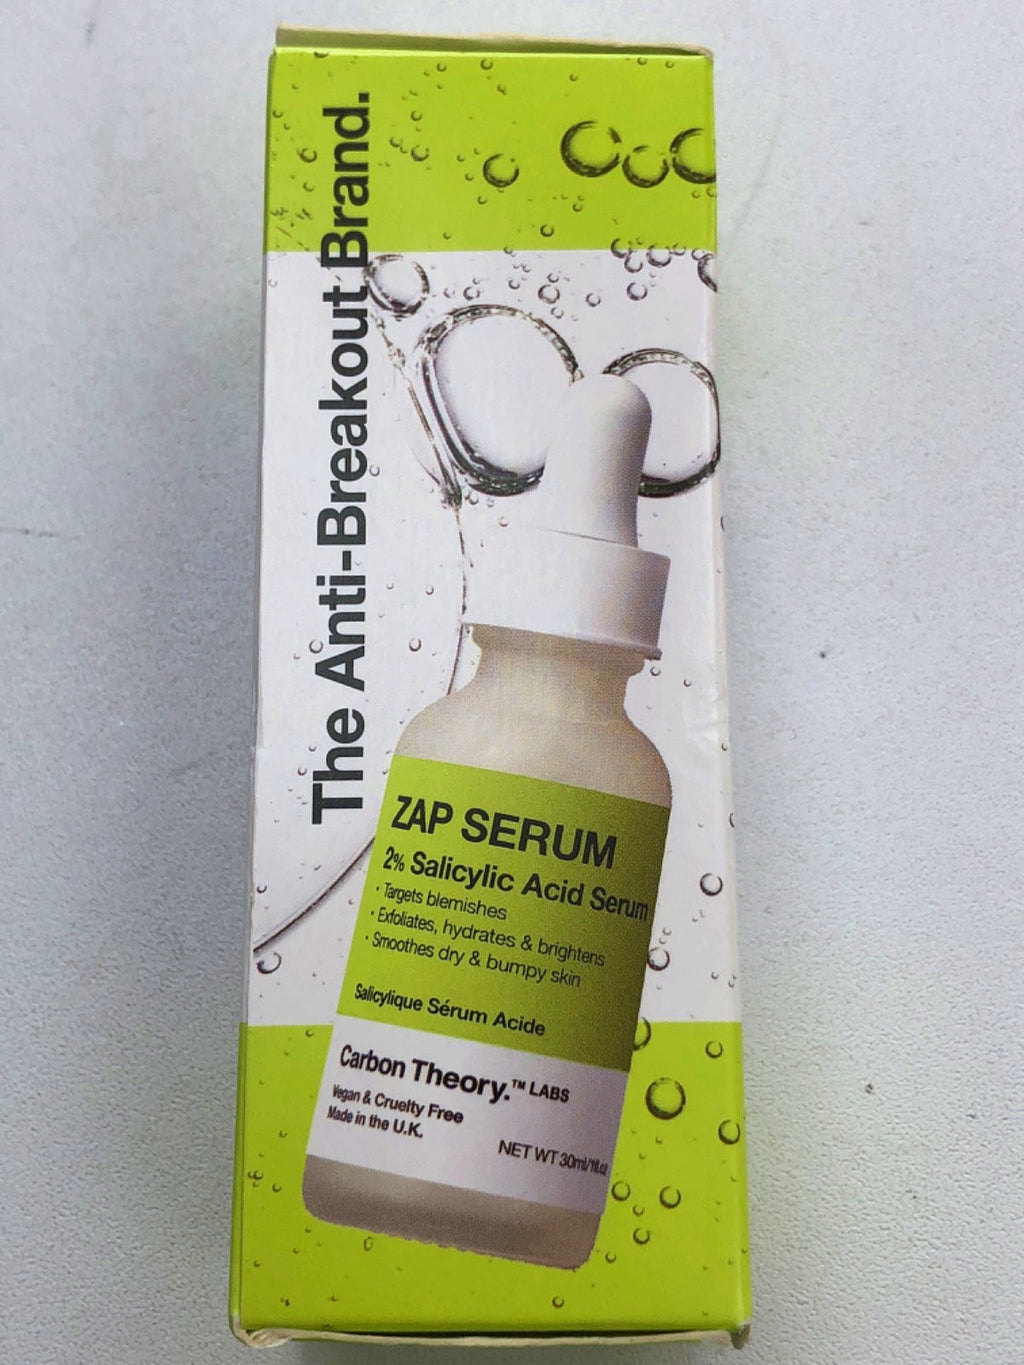 The Anti-Breakout Brand.
ZAP SERUM
2% Salicylic Acid Serum
· Targets blemishes
· Exfoliates, hydrates & brightens
· Smoothes dry & bumpy skin
Salicylique Sérum Acide
Carbon Theory.™ LABS
Vegan & Cruelty Free
Made in the U.K.
NET WT 30ml/1fl.oz